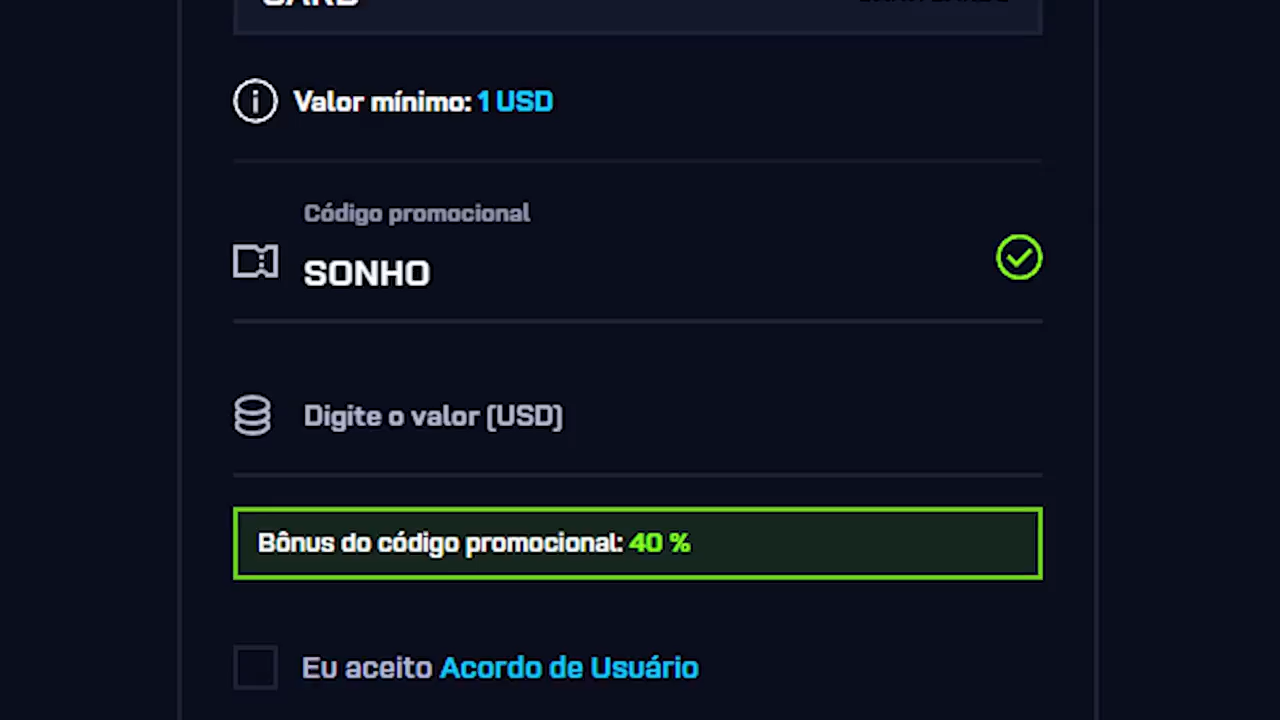 Valor mínimo: 1 USD
Código promocional
SONHO
Digite o valor (USD)
Bônus do código promocional: 40 %
Eu aceito Acordo de Usuário